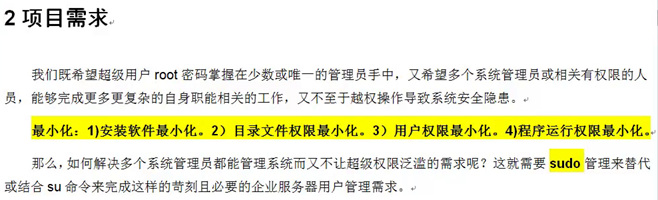 2 项目需求
我们既希望超级用户 root 密码掌握在少数或唯一的管理员手中，又希望多个系统管理员或相关有权限的人
员，能够完成更多更复杂的自身职能相关的工作，又不至于越权操作导致系统安全隐患。
最小化：1)安装软件最小化。2）目录文件权限最小化。3）用户权限最小化。4)程序运行权限最小化。
那么，如何解决多个系统管理员都能管理系统而又不让超级权限泛滥的需求呢？这就需要 sudo 管理来替代
或结合 su 命令来完成这样的苛刻且必要的企业服务器用户管理需求。